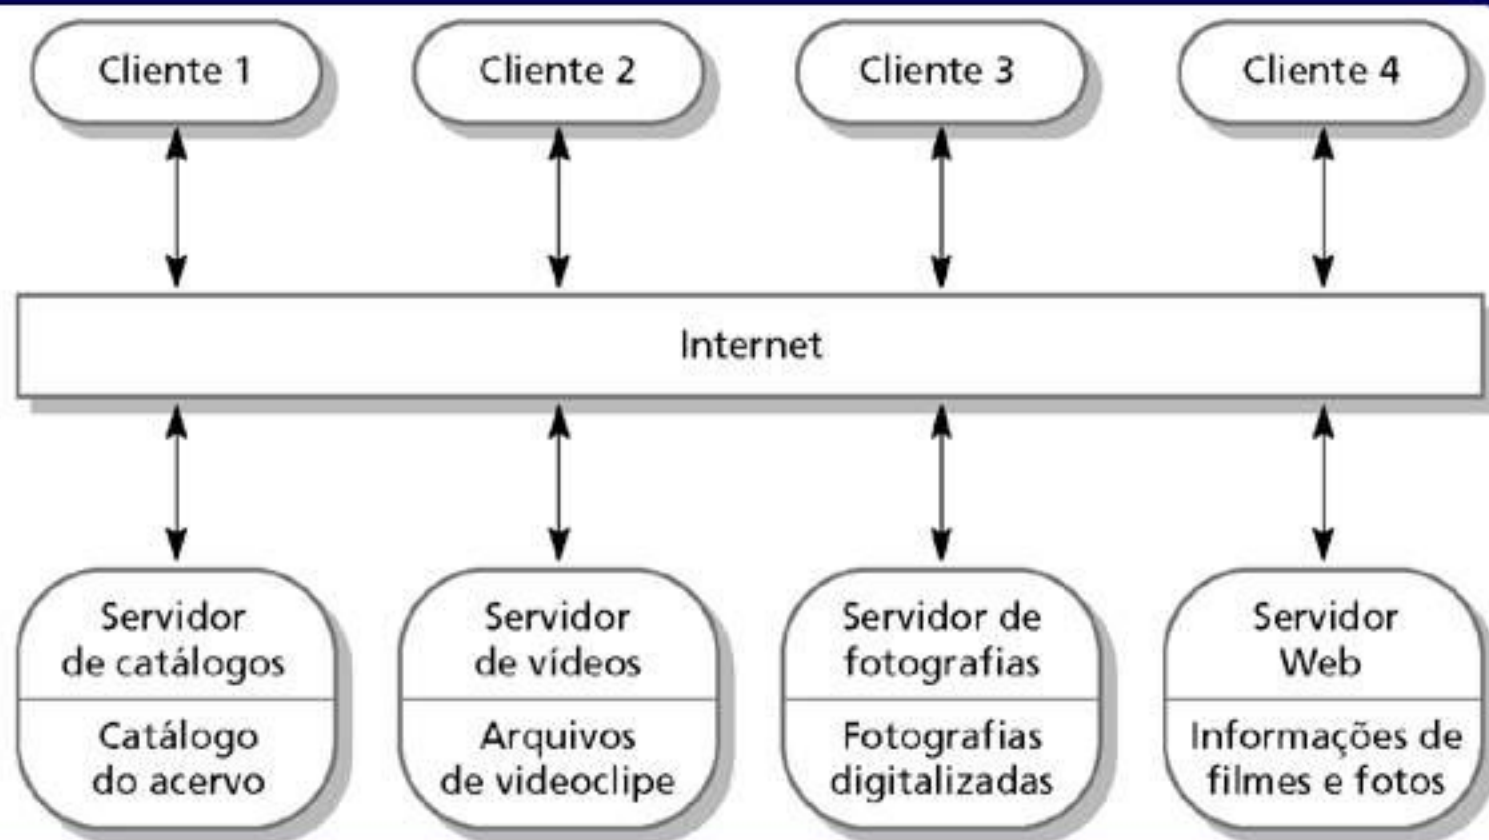 Cliente 1
Cliente 2
Cliente 3
Cliente 4
Internet
Servidor
de catálogos
Catálogo
do acervo
Servidor
de vídeos
Arquivos
de videoclipe
Servidor de
fotografias
Fotografias
digitalizadas
Servidor
Web
Informações de
filmes e fotos